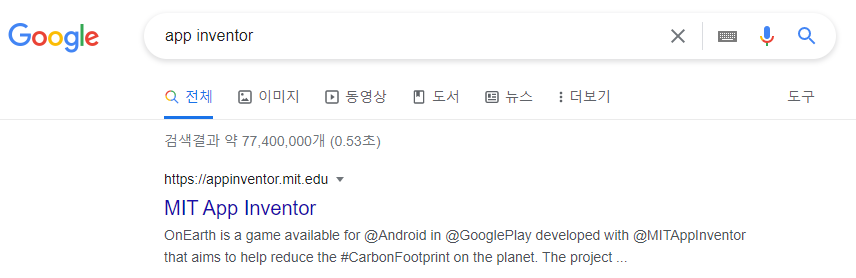 Google
app inventor
전체 이미지 동영상 도서 뉴스 더보기 도구
검색결과 약 77,400,000개 (0.53초)
https://appinventor.mit.edu
MIT App Inventor
OnEarth is a game available for @Android in @GooglePlay developed with @MITAppInventor
that aims to help reduce the #CarbonFootprint on the planet. The project ...